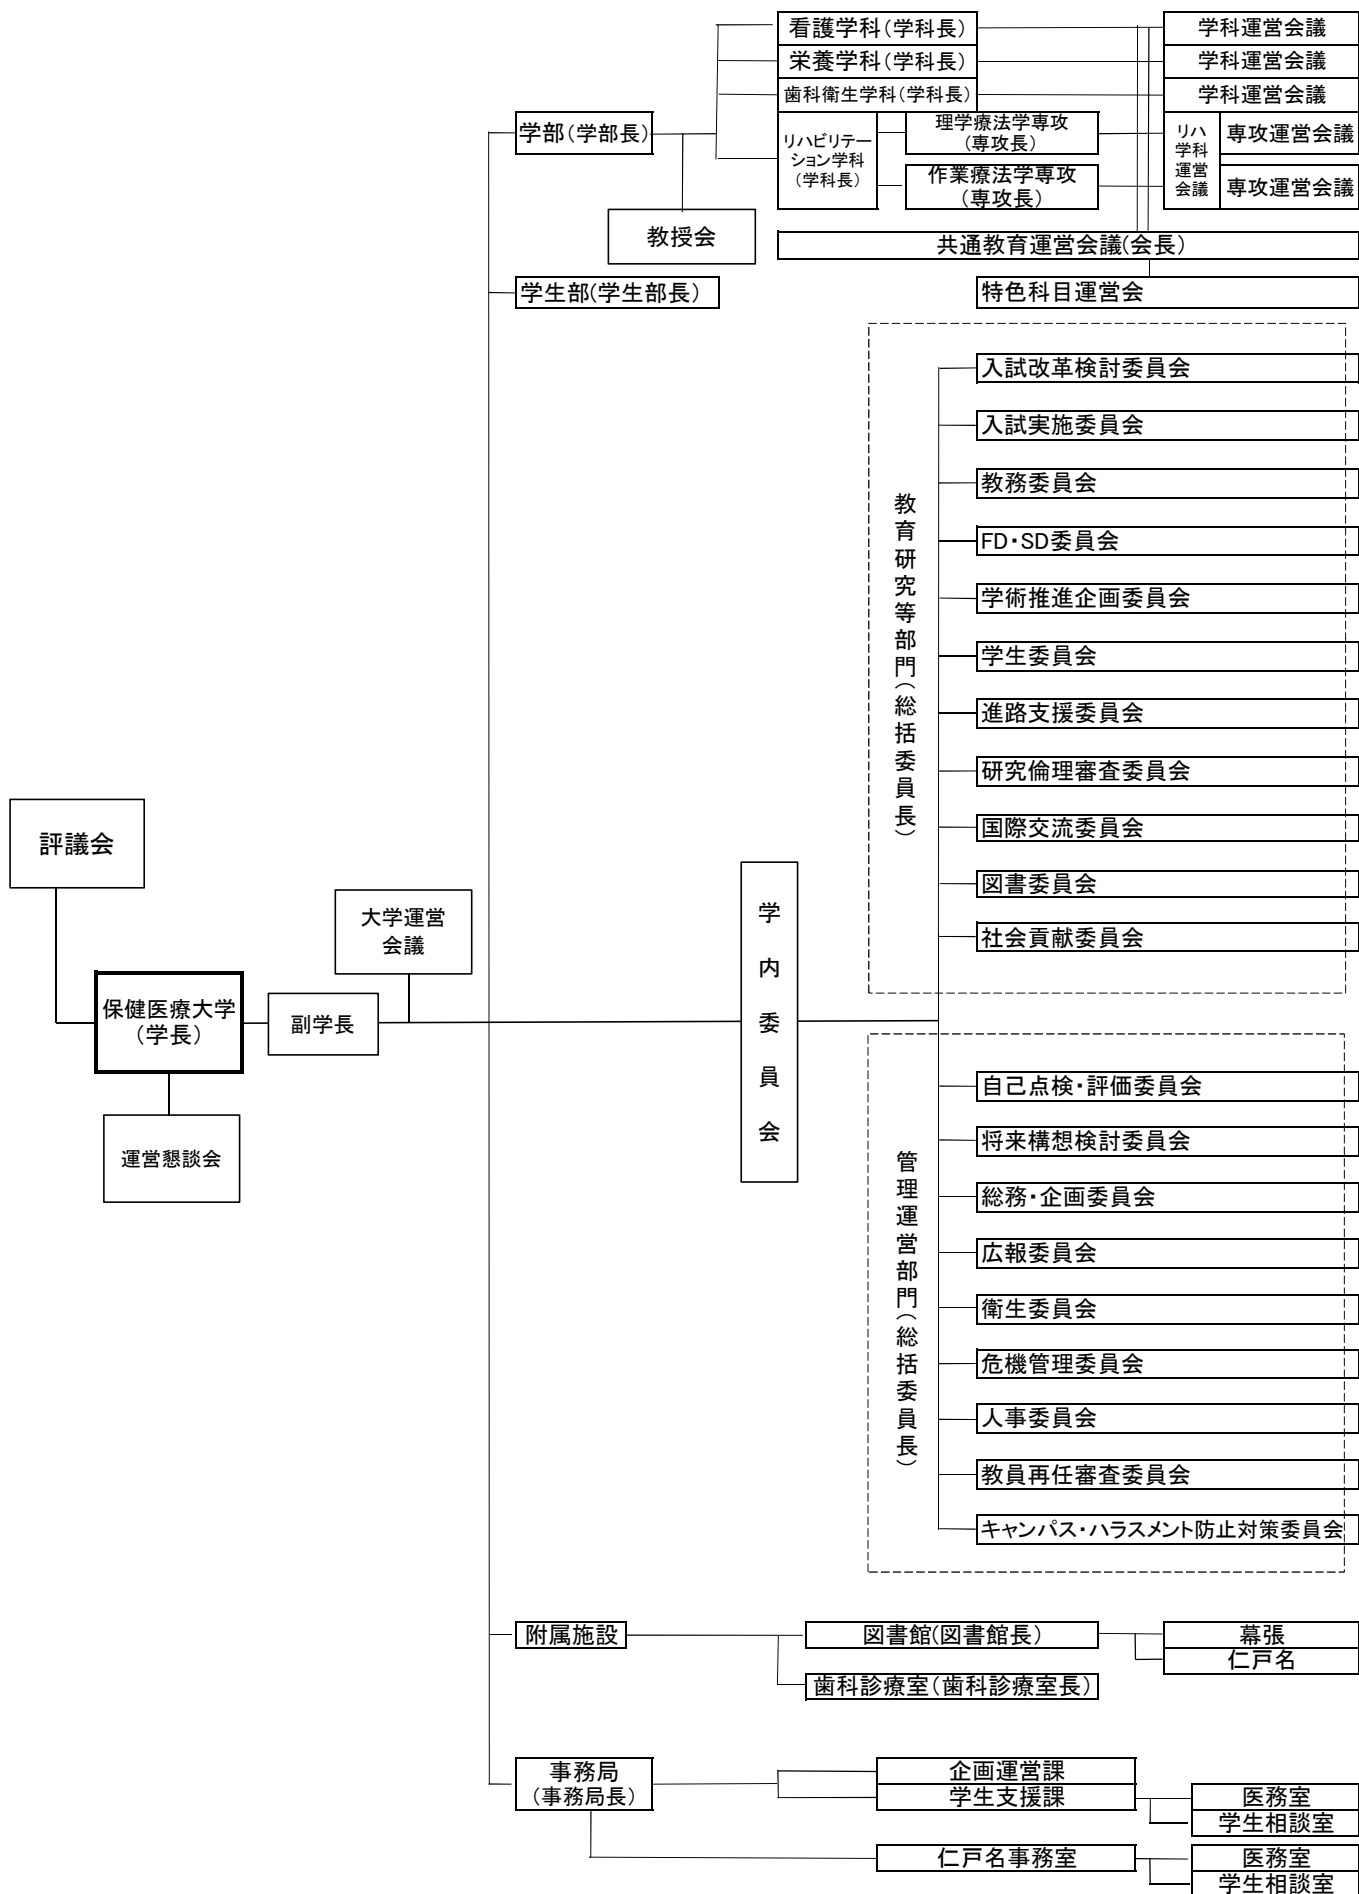 看護学科(学科長)
学科運営会議
栄養学科(学科長)
学科運営会議
歯科衛生学科(学科長)
学科運営会議
学部(学部長)
リハビリテー
ション学科
(学科長)
理学療法学専攻
(専攻長)
作業療法学専攻
(専攻長)
リハ
学科
運営
会議
専攻運営会議
専攻運営会議
教授会
共通教育運営会議(会長)
学生部(学生部長)
特色科目運営会
教育研究等部門(総括委員長)
入試改革検討委員会
入試実施委員会
教務委員会
FD・SD委員会
学術推進企画委員会
学生委員会
進路支援委員会
研究倫理審査委員会
国際交流委員会
図書委員会
社会貢献委員会
評議会
大学運営
会議
保健医療大学
(学長)
副学長
運営懇談会
学内委員会
管理運営部門(総括委員長)
自己点検・評価委員会
将来構想検討委員会
総務・企画委員会
広報委員会
衛生委員会
危機管理委員会
人事委員会
教員再任審査委員会
キャンパス・ハラスメント防止対策委員会
附属施設
図書館(図書館長)
幕張
仁戸名
歯科診療室(歯科診療室長)
事務局
(事務局長)
企画運営課
学生支援課
医務室
学生相談室
仁戸名事務室
医務室
学生相談室